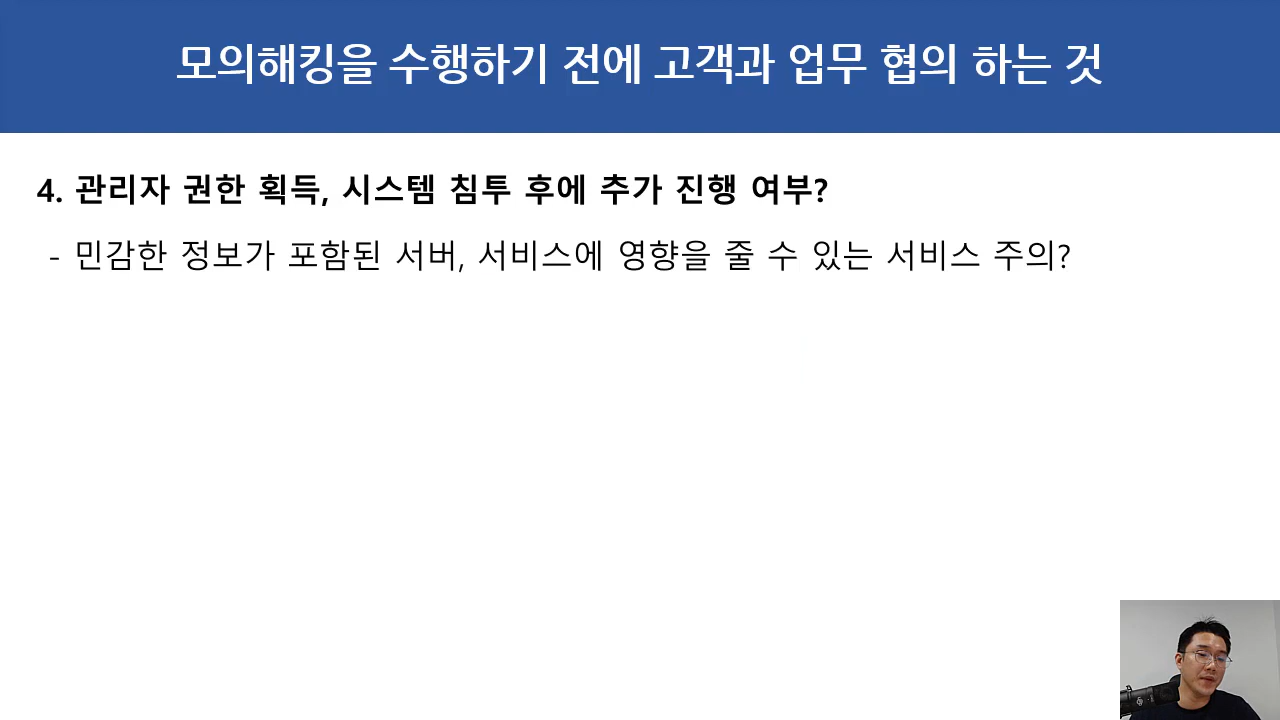 모의해킹을 수행하기 전에 고객과 업무 협의 하는 것
4. 관리자 권한 획득, 시스템 침투 후에 추가 진행 여부?
- 민감한 정보가 포함된 서버, 서비스에 영향을 줄 수 있는 서비스 주의?